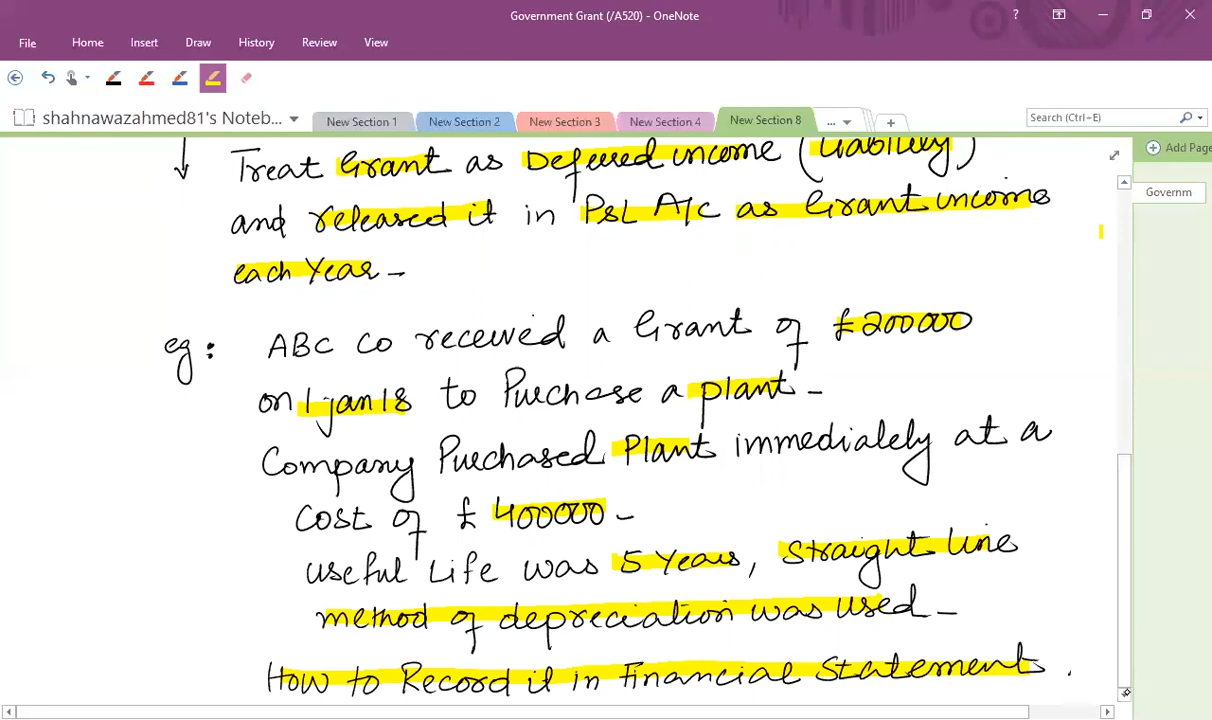 Government Grant (/A520) - OneNote
?
File Home Insert Draw History Review View
shahnawazahmed81's Noteb... New Section 1 New Section 2 New Section 3 New Section 4 New Section 8 ... Search (Ctrl+E)
Add Page
Governm
Treat Grant as Deferred income (Liability)
and released it in P&L A/c as Grant income
each Year -
eg: ABC Co received a Grant of £200000
on 1 jan 18 to Purchase a plant -
Company Purchased Plant immediately at a
Cost of £ 400000 -
useful Life was 5 Years, Straight Line
method of depreciation was used -
How to Record it in Financial Statement .